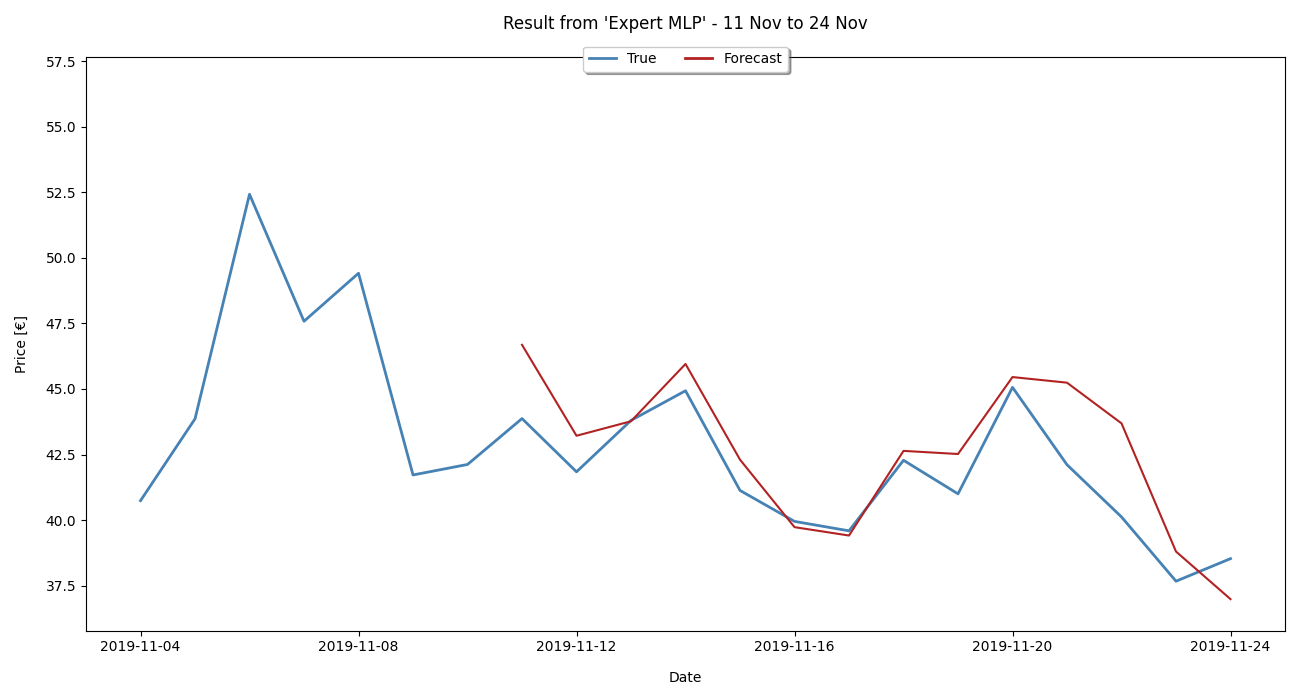 Result from 'Expert MLP' - 11 Nov to 24 Nov
True Forecast
57.5
55.0
52.5
50.0
47.5
45.0
42.5
40.0
37.5
Price [€]
2019-11-04 2019-11-08 2019-11-12 2019-11-16 2019-11-20 2019-11-24
Date